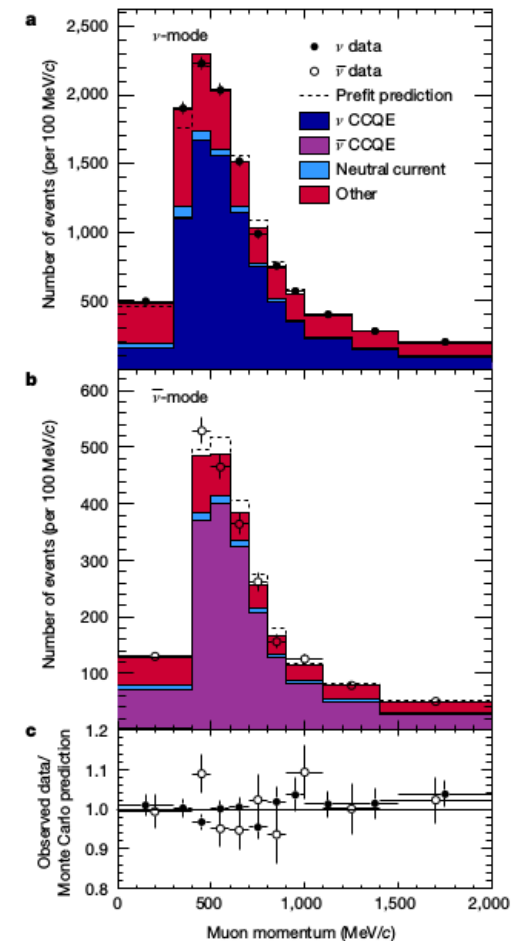 a
ν-mode
ν data
ν̅ data
Prefit prediction
ν CCQE
ν̅ CCQE
Neutral current
Other
2,500
2,000
1,500
1,000
500
Number of events (per 100 MeV/c)
b
ν̅-mode
600
500
400
300
200
100
Number of events (per 100 MeV/c)
c
1.2
1.1
1.0
0.9
0.8
Observed data/
Monte Carlo prediction
0 500 1,000 1,500 2,000
Muon momentum (MeV/c)